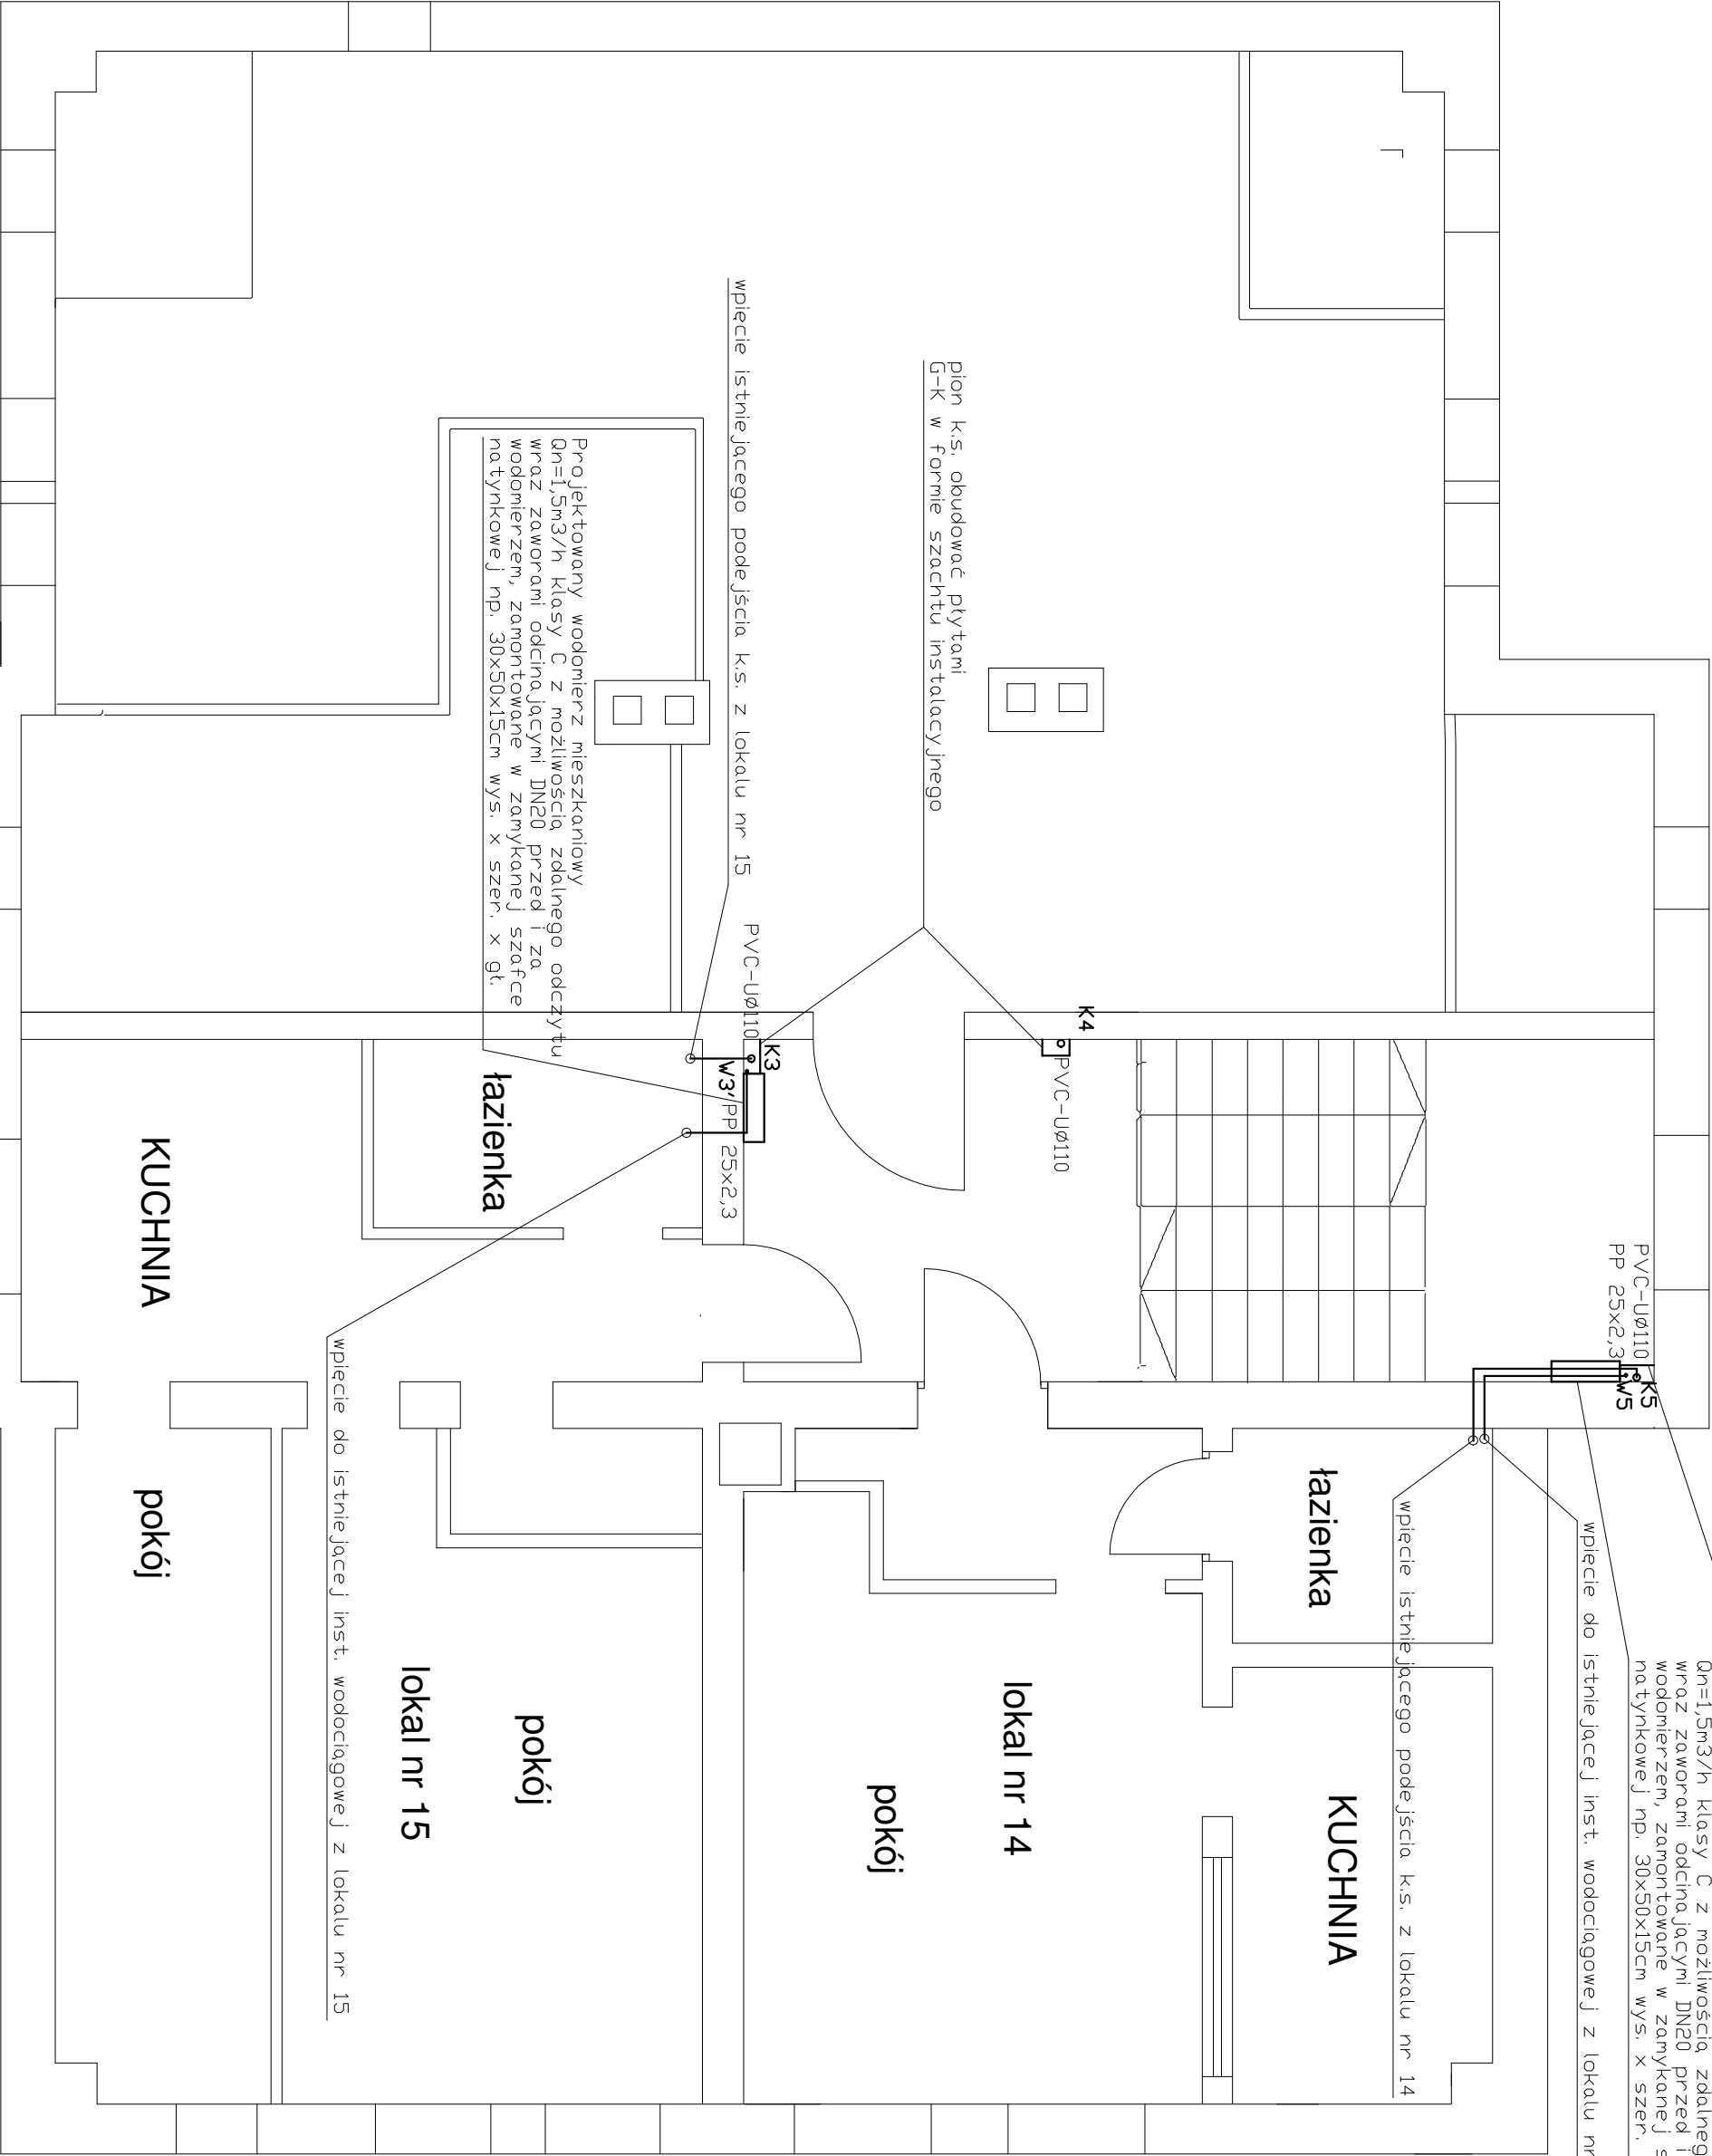 Qn=1,5m3/h klasy C z możliwością zdalneg
wraz zaworami odcinającymi DN20 przed i
wodomierzem, zamontowane w zamykanej s
natynkowej np. 30x50x15cm wys. x szer.
wpięcie do istniejącej inst. wodociągowej z lokalu nr
PVC-UØ110
PP 25x2,3
K5
W5
wpięcie istniejącego podejścia k.s. z lokalu nr 14
łazienka
KUCHNIA
K4
PVC-UØ110
lokal nr 14
pokój
pion k.s. obudować płytami
G-K w formie szachtu instalacyjnego
wpięcie istniejącego podejścia k.s. z lokalu nr 15
PVC-UØ110
K3
W3'
PP 25x2,3
Projektowany wodomierz mieszkaniowy
Qn=1,5m3/h klasy C z możliwością zdalnego odczytu
wraz zaworami odcinającymi DN20 przed i za
wodomierzem, zamontowane w zamykanej szafce
natynkowej np. 30x50x15cm wys. x szer. x gł.
łazienka
pokój
lokal nr 15
wpięcie do istniejącej inst. wodociągowej z lokalu nr 15
KUCHNIA
pokój